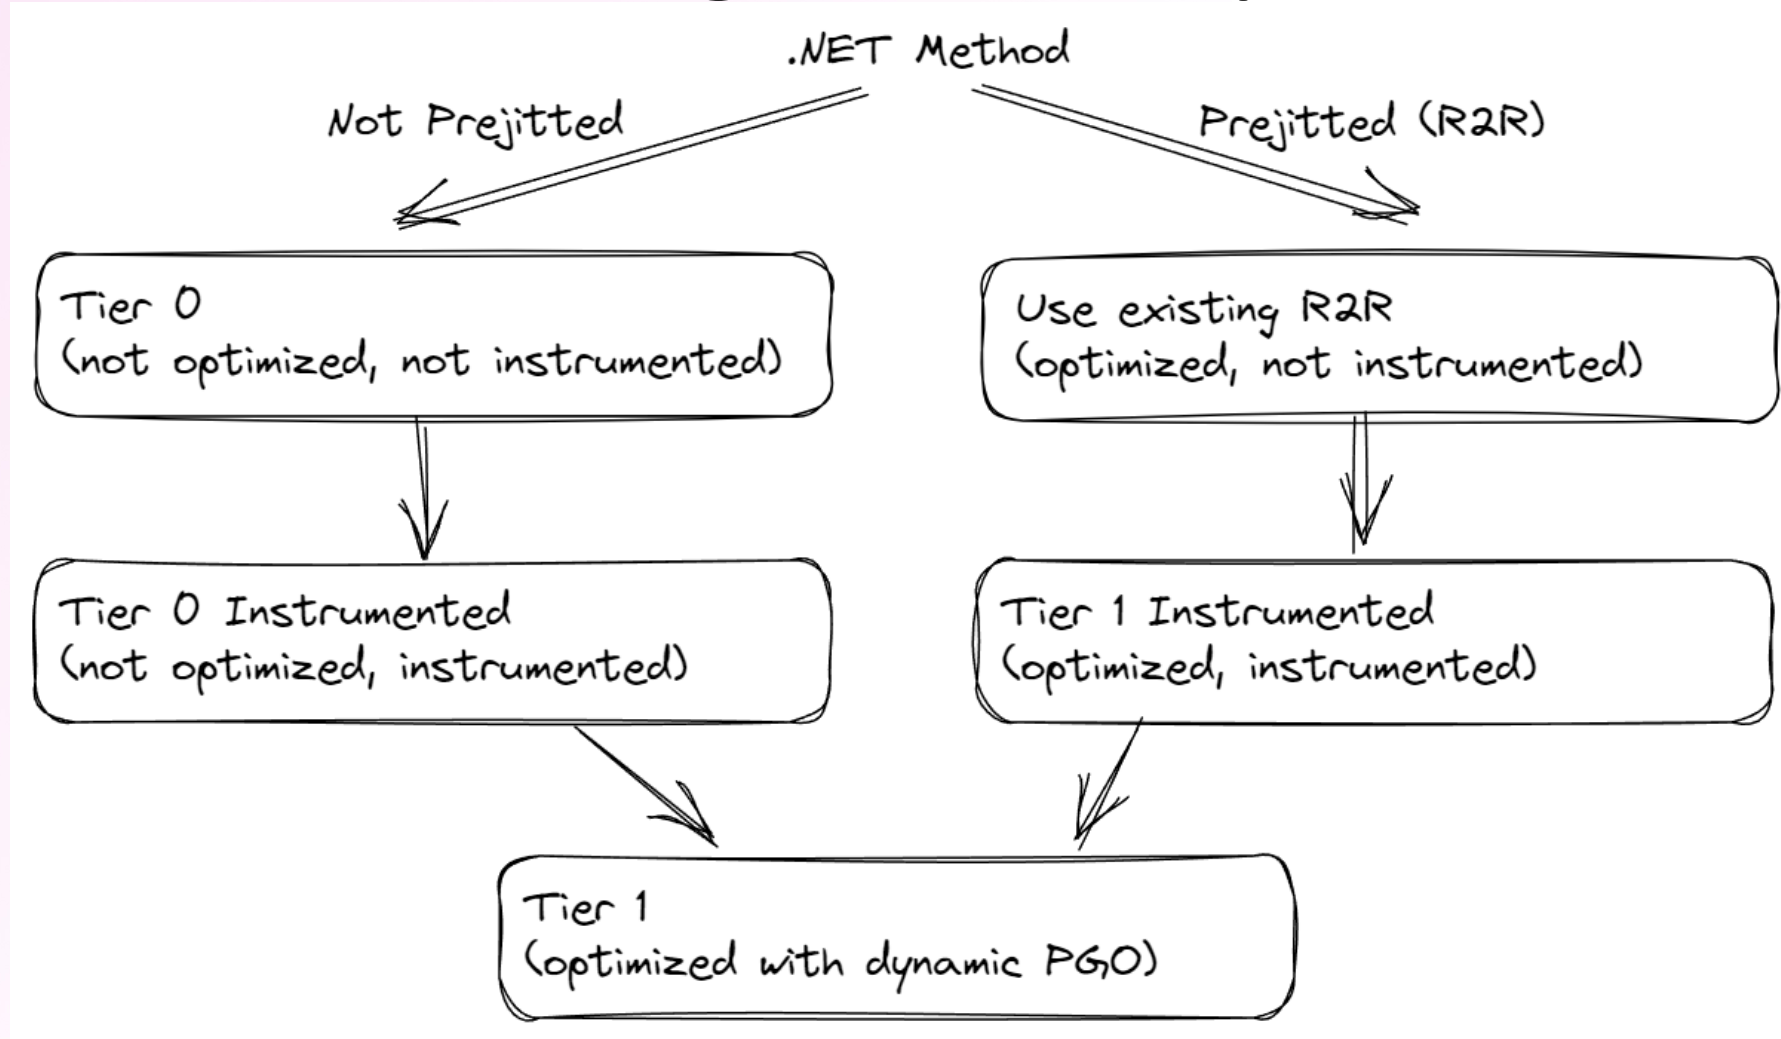 .NET Method
Not Prejitted
Prejitted (R2R)
Tier 0
(not optimized, not instrumented)
Use existing R2R
(optimized, not instrumented)
Tier 0 Instrumented
(not optimized, instrumented)
Tier 1 Instrumented
(optimized, instrumented)
Tier 1
(optimized with dynamic PGO)